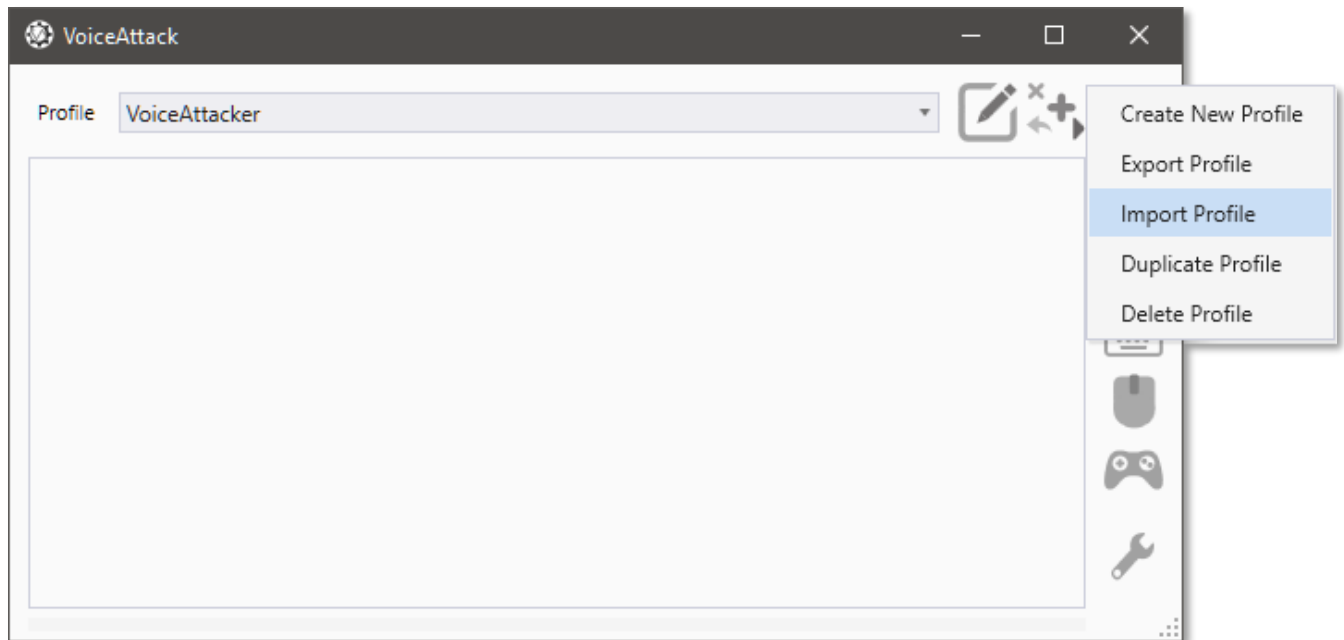 VoiceAttack
Profile
VoiceAttacker
Create New Profile
Export Profile
Import Profile
Duplicate Profile
Delete Profile